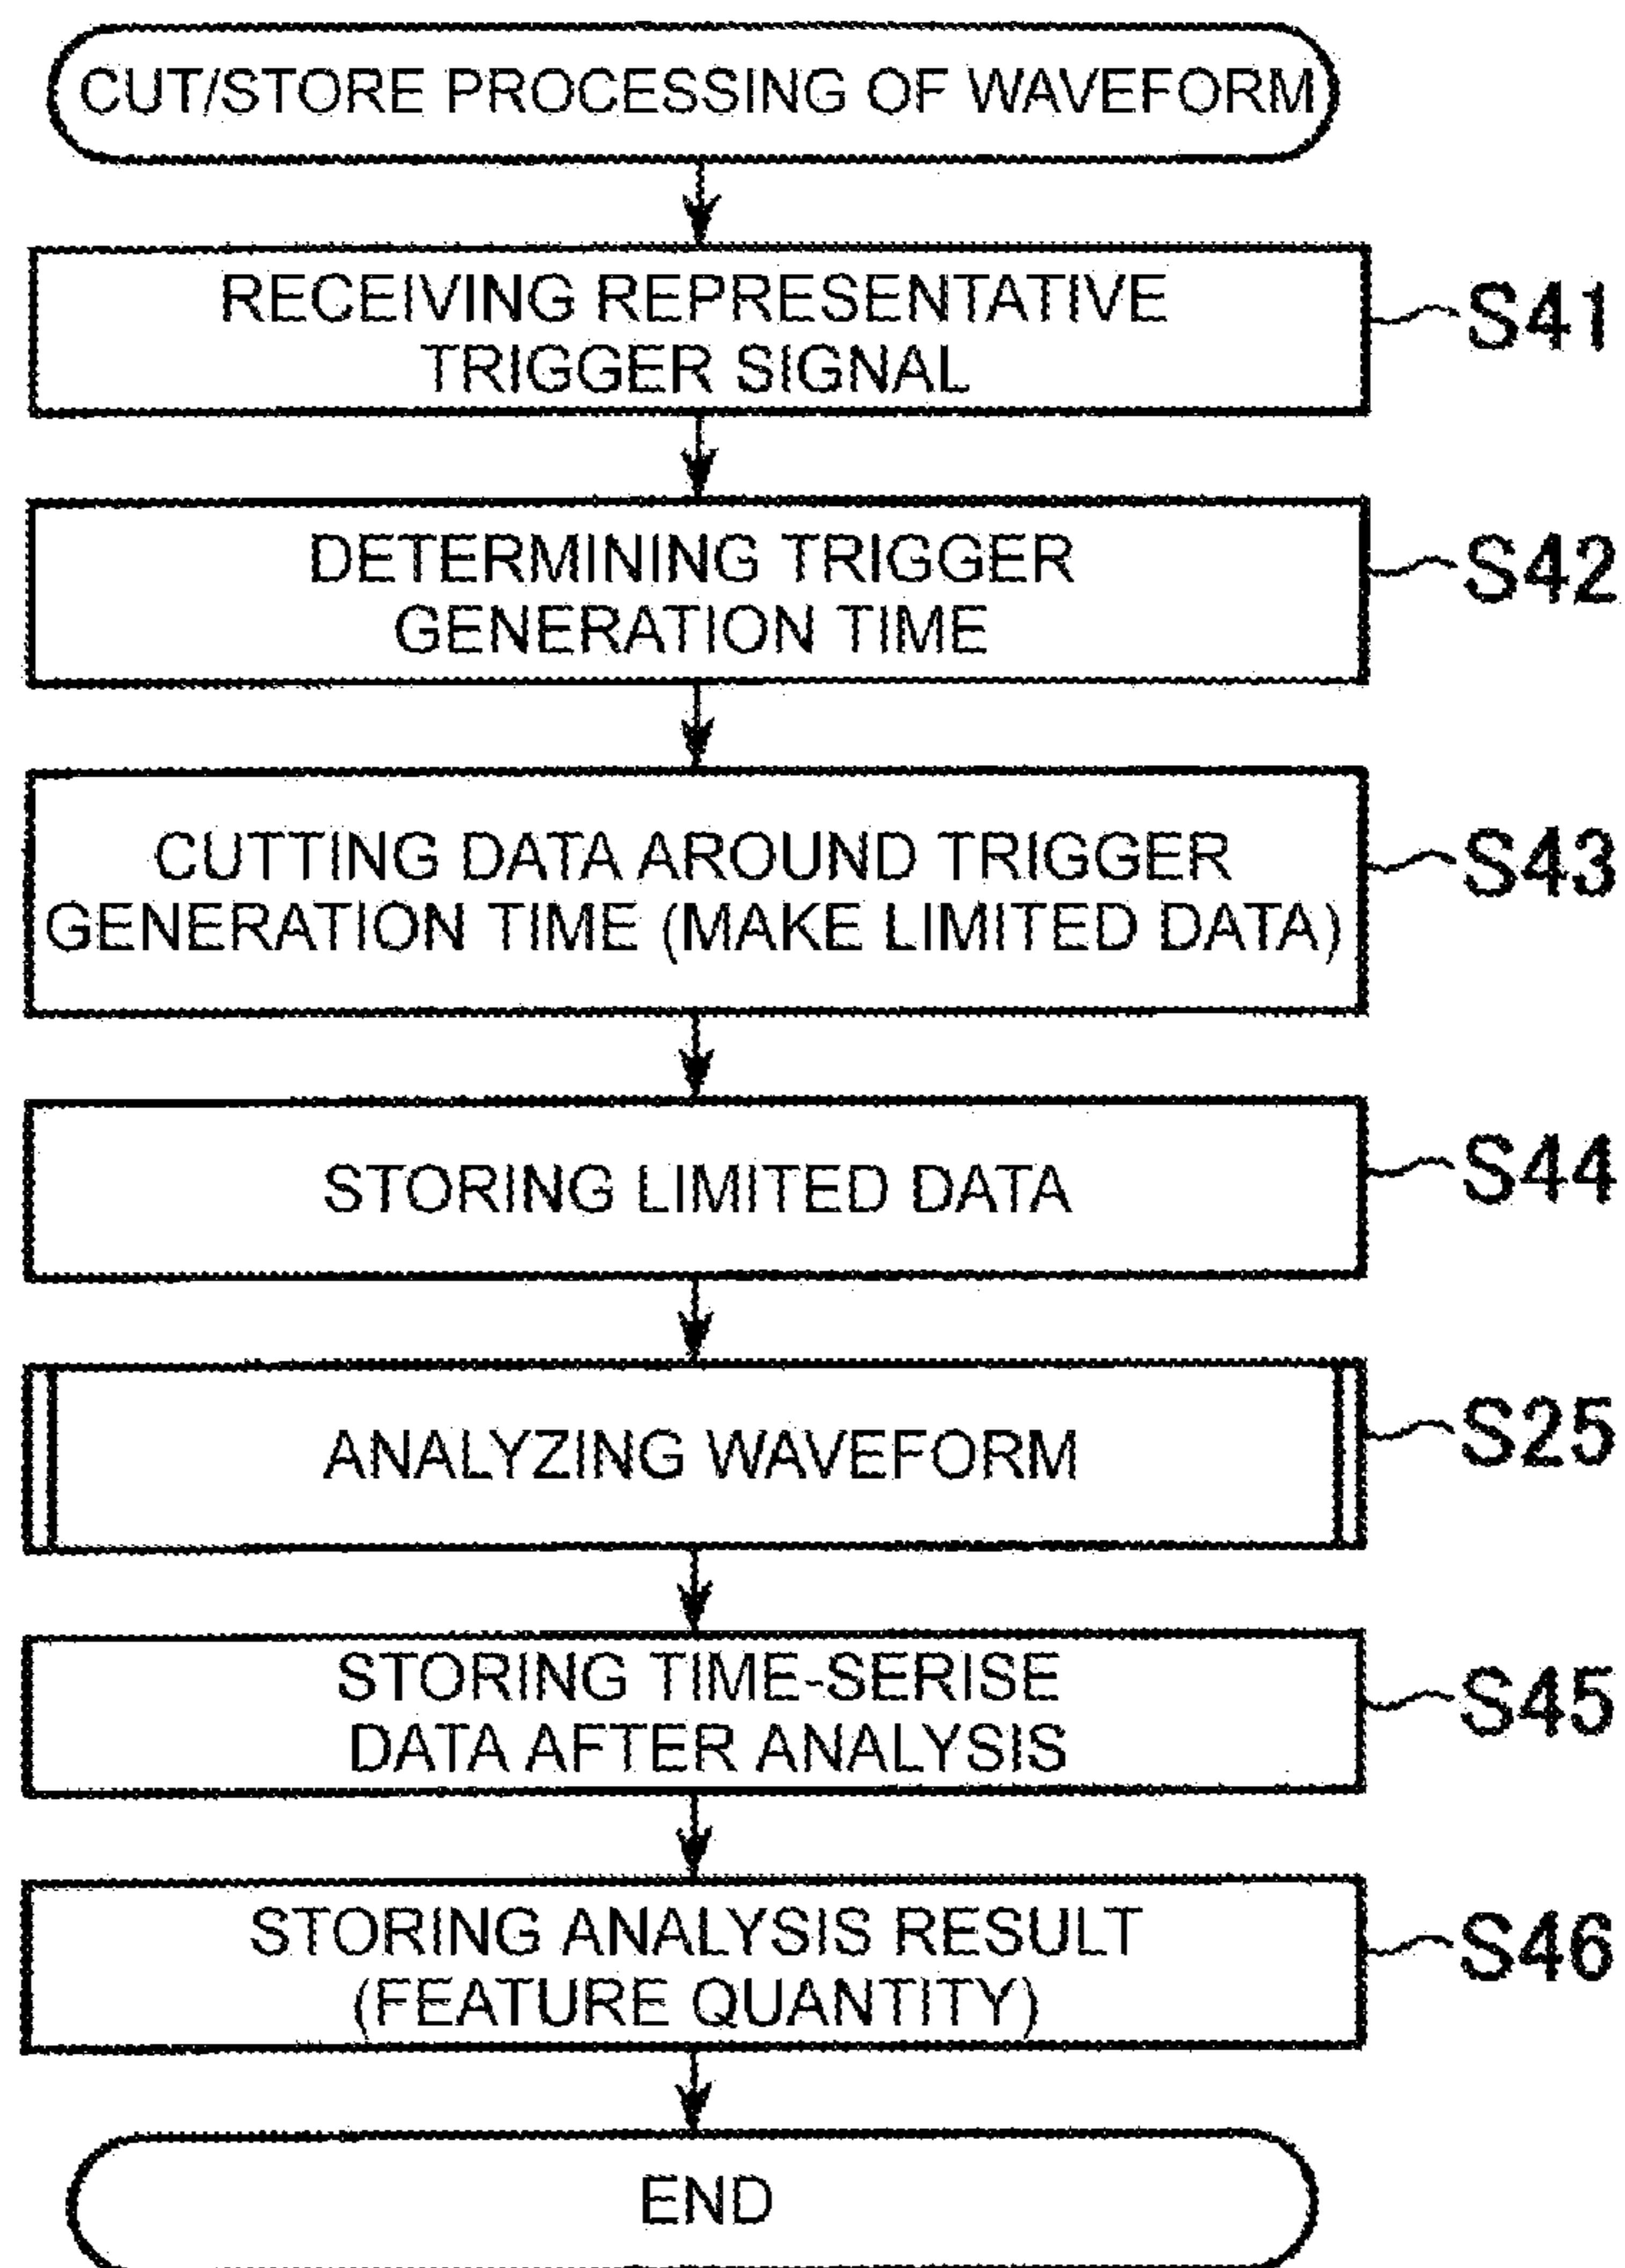 CUT/STORE PROCESSING OF WAVEFORM
RECEIVING REPRESENTATIVE
TRIGGER SIGNAL
S41
DETERMINING TRIGGER
GENERATION TIME
S42
CUTTING DATA AROUND TRIGGER
GENERATION TIME (MAKE LIMITED DATA)
S43
STORING LIMITED DATA
S44
ANALYZING WAVEFORM
S25
STORING TIME-SERISE
DATA AFTER ANALYSIS
S45
STORING ANALYSIS RESULT
(FEATURE QUANTITY)
S46
END